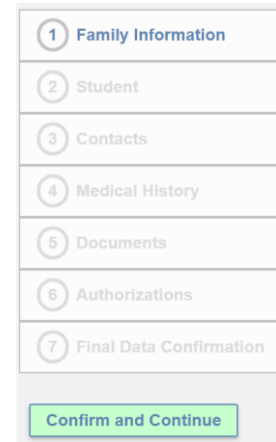 1 Family Information
2 Student
3 Contacts
4 Medical History
5 Documents
6 Authorizations
7 Final Data Confirmation
Confirm and Continue